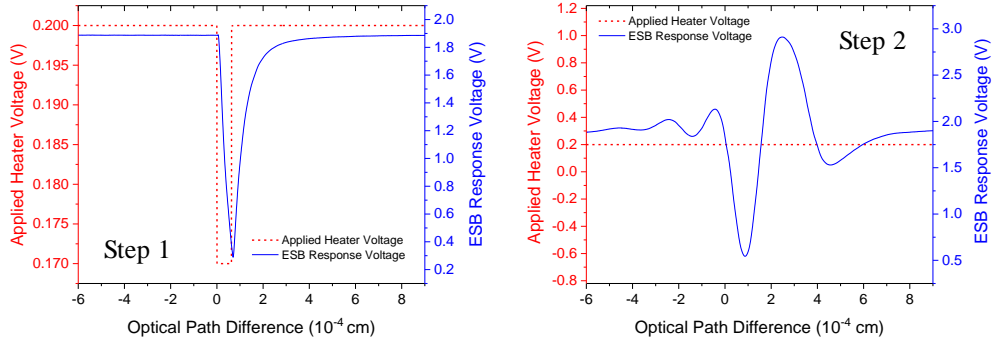 0.200
0.195
0.190
0.185
0.180
0.175
0.170
Applied Heater Voltage (V)
2.0
1.8
1.6
1.4
1.2
1.0
0.8
0.6
0.4
0.2
ESB Response Voltage (V)
Step 1
Applied Heater Voltage
ESB Response Voltage
-6 -4 -2 0 2 4 6 8
Optical Path Difference (10-4 cm)
1.2
1.0
0.8
0.6
0.4
0.2
0.0
-0.2
-0.4
-0.6
-0.8
Applied Heater Voltage (V)
3.0
2.5
2.0
1.5
1.0
0.5
ESB Response Voltage (V)
Applied Heater Voltage
ESB Response Voltage
Step 2
-6 -4 -2 0 2 4 6 8
Optical Path Difference (10-4 cm)